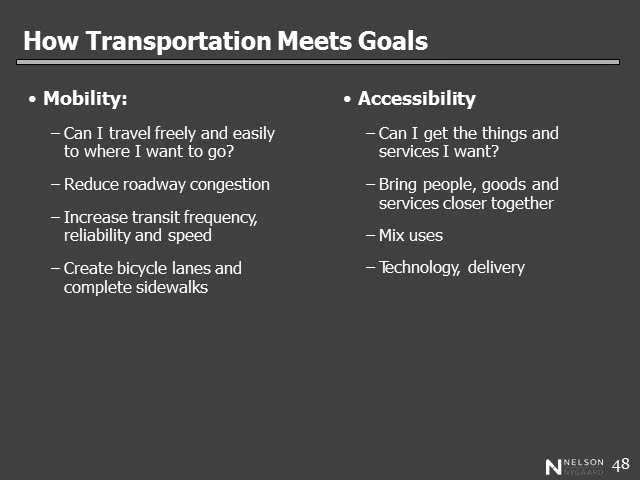 How Transportation Meets Goals
• Mobility:
– Can I travel freely and easily
to where I want to go?
– Reduce roadway congestion
– Increase transit frequency,
reliability and speed
– Create bicycle lanes and
complete sidewalks
• Accessibility
– Can I get the things and
services I want?
– Bring people, goods and
services closer together
– Mix uses
– Technology, delivery
NELSON
NYGAARD
48